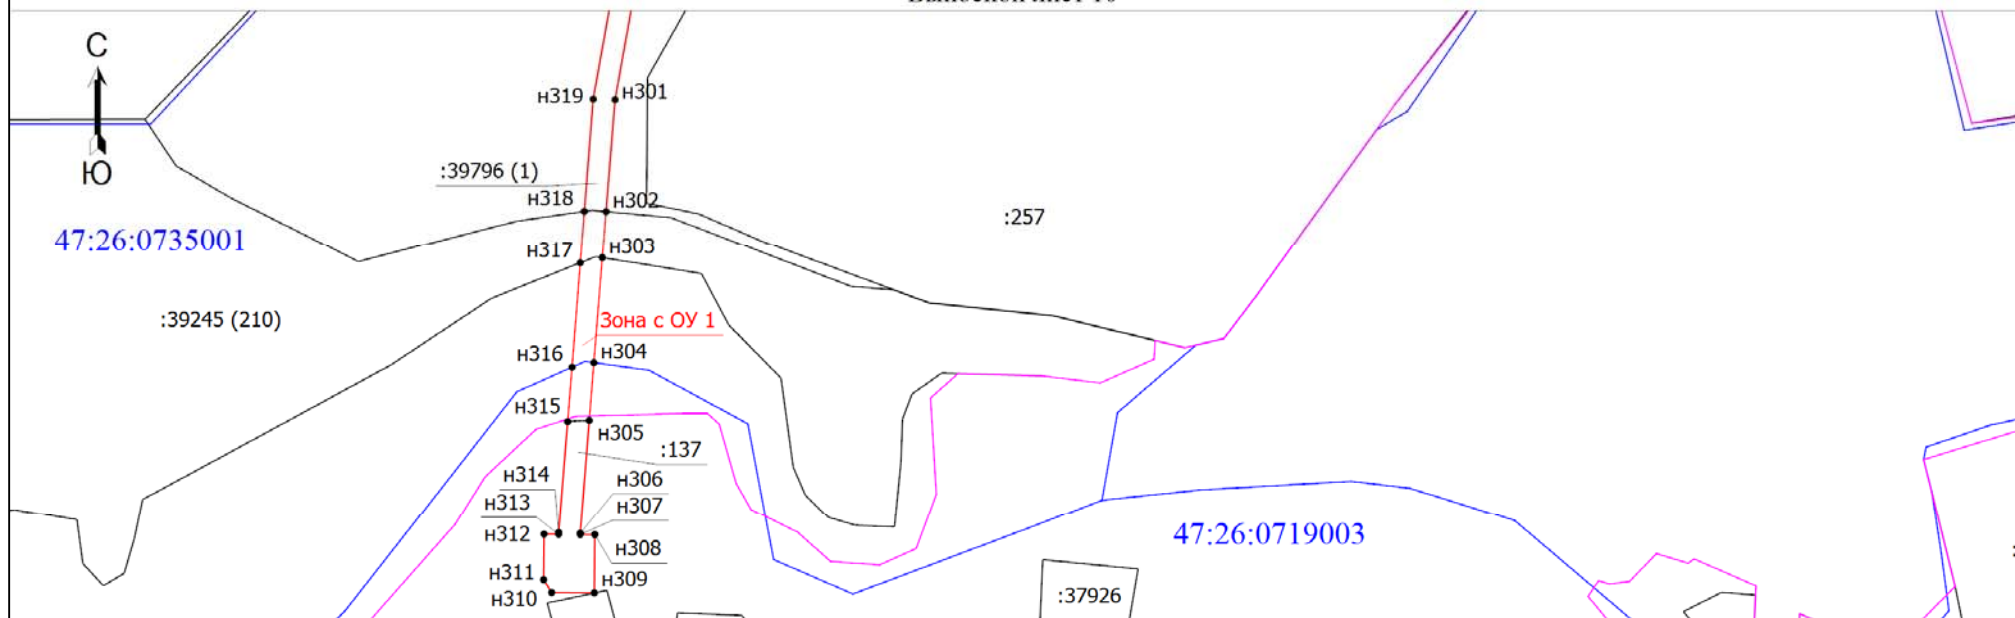 С
Ю
н319
н301
:39796 (1)
н318
н302
:257
47:26:0735001
н317
н303
:39245 (210)
Зона с ОУ 1
н316
н304
н315
н305
:137
н314
н306
н313
н307
н312
н308
47:26:0719003
н311
н309
н310
:37926